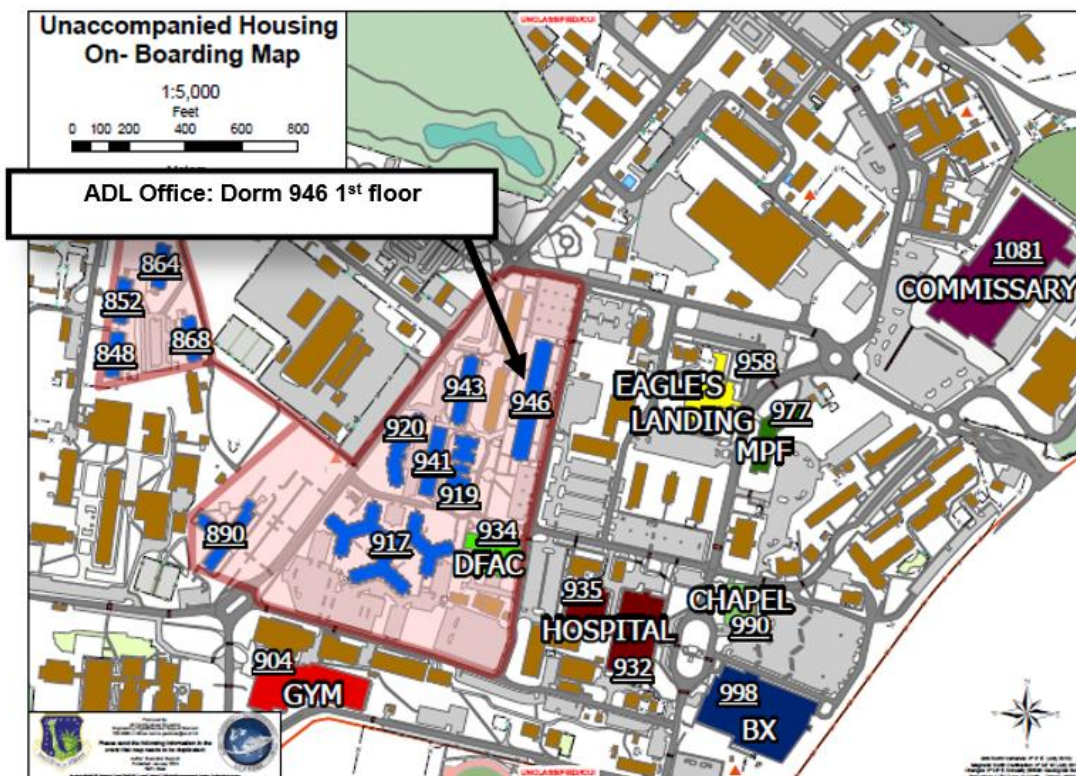 UNCLASSIFIED//CUI
Unaccompanied Housing
On- Boarding Map
1:5,000
Feet
0 100 200 400 600 800
ADL Office: Dorm 946 1st floor
864
852
848
868
943
946
920
941
919
890
917
934
DFAC
958
EAGLE'S
LANDING
977
MPF
1081
COMMISSARY
935
HOSPITAL
932
CHAPEL
990
904
GYM
998
BX
UNCLASSIFIED//CUI